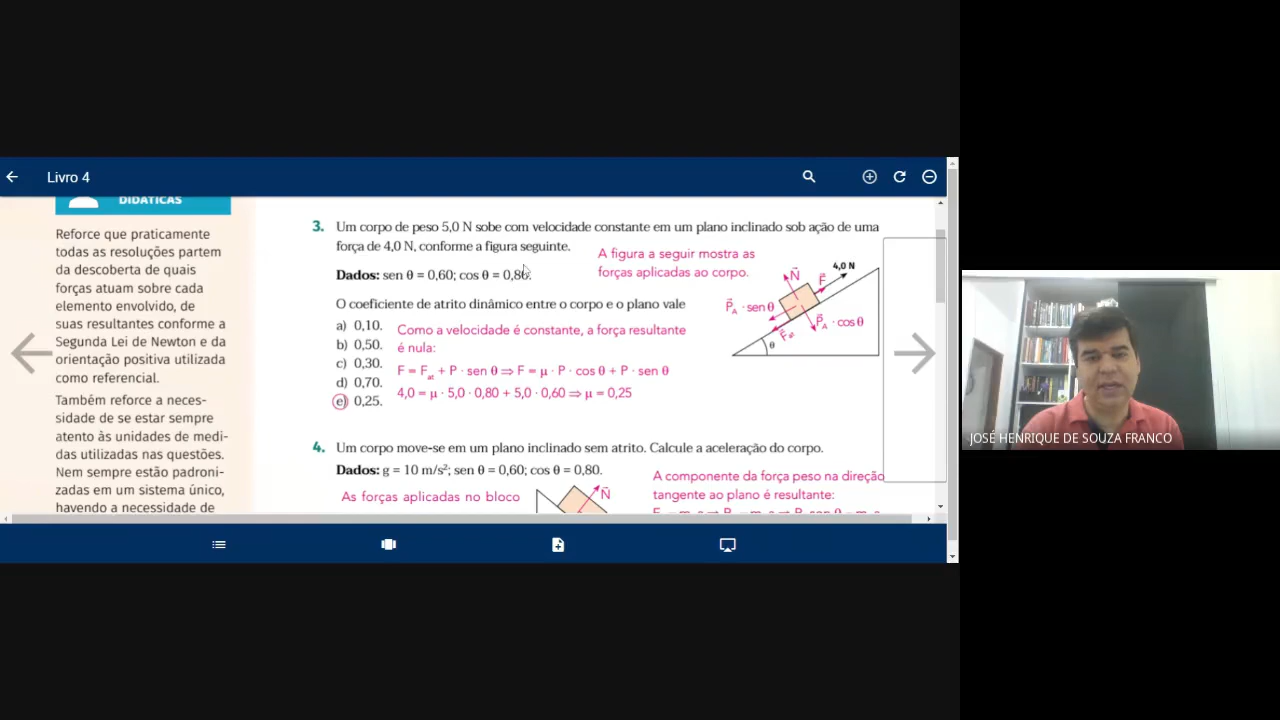 Livro 4
DIDÁTICAS
Reforce que praticamente
todas as resoluções partem
da descoberta de quais
forças atuam sobre cada
elemento envolvido, de
suas resultantes conforme a
Segunda Lei de Newton e da
orientação positiva utilizada
como referencial.
Também reforce a neces-
sidade de se estar sempre
atento às unidades de medi-
das utilizadas nas questões.
Nem sempre estão padroni-
zadas em um sistema único,
havendo a necessidade de
3. Um corpo de peso 5,0 N sobe com velocidade constante em um plano inclinado sob ação de uma
força de 4,0 N, conforme a figura seguinte.
Dados: sen θ = 0,60; cos θ = 0,80.
A figura a seguir mostra as
forças aplicadas ao corpo.
4,0 N
N
F
P_A · sen θ
P_A · cos θ
F at
θ
O coeficiente de atrito dinâmico entre o corpo e o plano vale
a) 0,10.
b) 0,50.
c) 0,30.
d) 0,70.
e) 0,25.
Como a velocidade é constante, a força resultante
é nula:
F = F_at + P · sen θ ⇒ F = μ · P · cos θ + P · sen θ
4,0 = μ · 5,0 · 0,80 + 5,0 · 0,60 ⇒ μ = 0,25
4. Um corpo move-se em um plano inclinado sem atrito. Calcule a aceleração do corpo.
Dados: g = 10 m/s²; sen θ = 0,60; cos θ = 0,80.
As forças aplicadas no bloco
N
A componente da força peso na direção
tangente ao plano é resultante:
JOSÉ HENRIQUE DE SOUZA FRANCO